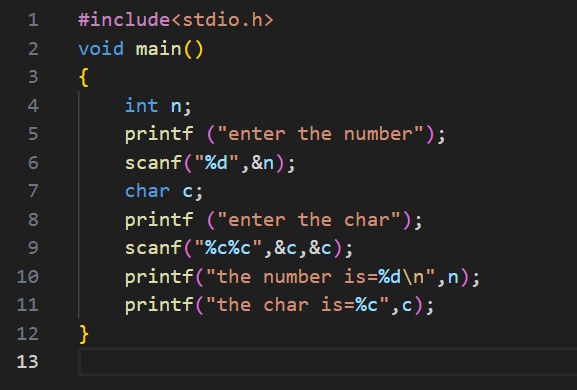 1 #include<stdio.h>
2 void main()
3 {
4     int n;
5     printf ("enter the number");
6     scanf("%d",&n);
7     char c;
8     printf ("enter the char");
9     scanf("%c%c",&c,&c);
10     printf("the number is=%d\n",n);
11     printf("the char is=%c",c);
12 }
13